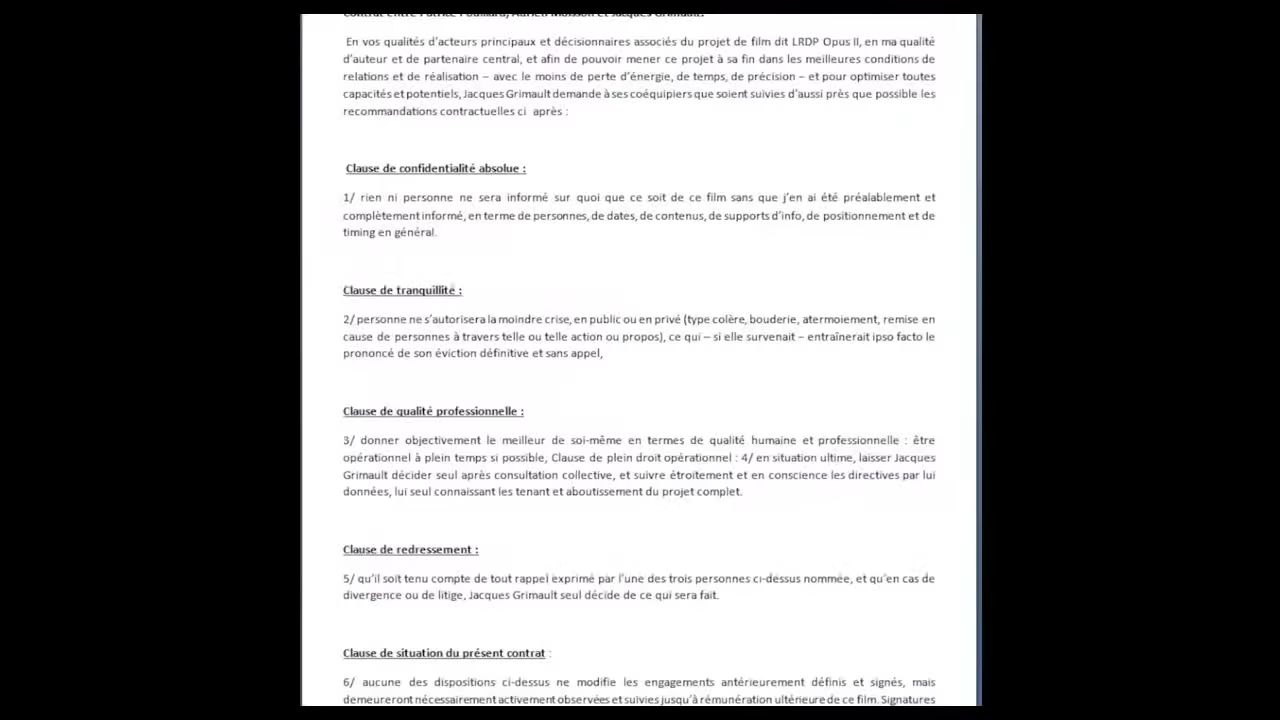 Contrat entre Patrice Pouillard, Adrien Moisson et Jacques Grimault.
En vos qualités d’acteurs principaux et décisionnaires associés du projet de film dit LRDP Opus II, en ma qualité
d’auteur et de partenaire central, et afin de pouvoir mener ce projet à sa fin dans les meilleures conditions de
relations et de réalisation – avec le moins de perte d’énergie, de temps, de précision – et pour optimiser toutes
capacités et potentiels, Jacques Grimault demande à ses coéquipiers que soient suivies d’aussi près que possible les
recommandations contractuelles ci après :
Clause de confidentialité absolue :
1/ rien ni personne ne sera informé sur quoi que ce soit de ce film sans que j’en ai été préalablement et
complètement informé, en terme de personnes, de dates, de contenus, de supports d’info, de positionnement et de
timing en général.
Clause de tranquillité :
2/ personne ne s’autorisera la moindre crise, en public ou en privé (type colère, bouderie, atermoiement, remise en
cause de personnes à travers telle ou telle action ou propos), ce qui – si elle survenait – entraînerait ipso facto le
prononcé de son éviction définitive et sans appel,
Clause de qualité professionnelle :
3/ donner objectivement le meilleur de soi-même en termes de qualité humaine et professionnelle : être
opérationnel à plein temps si possible, Clause de plein droit opérationnel : 4/ en situation ultime, laisser Jacques
Grimault décider seul après consultation collective, et suivre étroitement et en conscience les directives par lui
données, lui seul connaissant les tenant et aboutissement du projet complet.
Clause de redressement :
5/ qu’il soit tenu compte de tout rappel exprimé par l’une des trois personnes ci-dessus nommée, et qu’en cas de
divergence ou de litige, Jacques Grimault seul décide de ce qui sera fait.
Clause de situation du présent contrat :
6/ aucune des dispositions ci-dessus ne modifie les engagements antérieurement définis et signés, mais
demeureront nécessairement activement observées et suivies jusqu’à rémunération ultérieure de ce film. Signatures